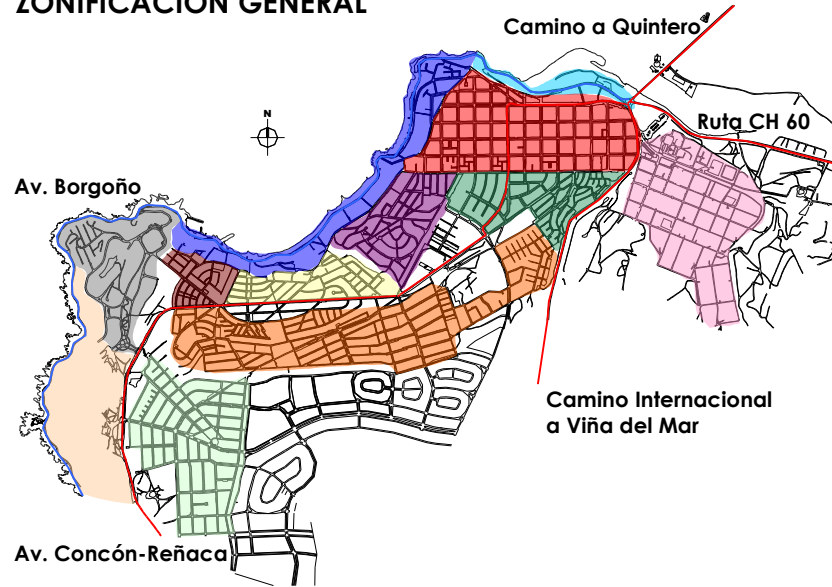 ZONIFICACIÓN GENERAL
Camino a Quintero
Ruta CH 60
N
Av. Borgoño
Camino Internacional
a Viña del Mar
Av. Concón-Reñaca